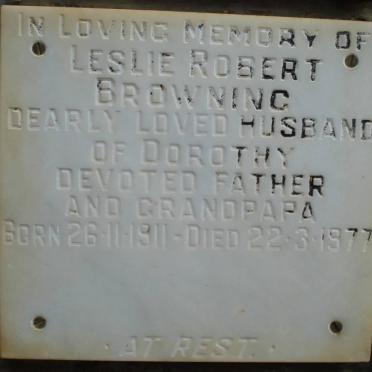 IN LOVING MEMORY OF
LESLIE ROBERT
BROWNING
DEARLY LOVED HUSBAND
OF DOROTHY
DEVOTED FATHER
AND GRANDPAPA
BORN 26-11-1911 - DIED 22-3-1977
· AT REST ·